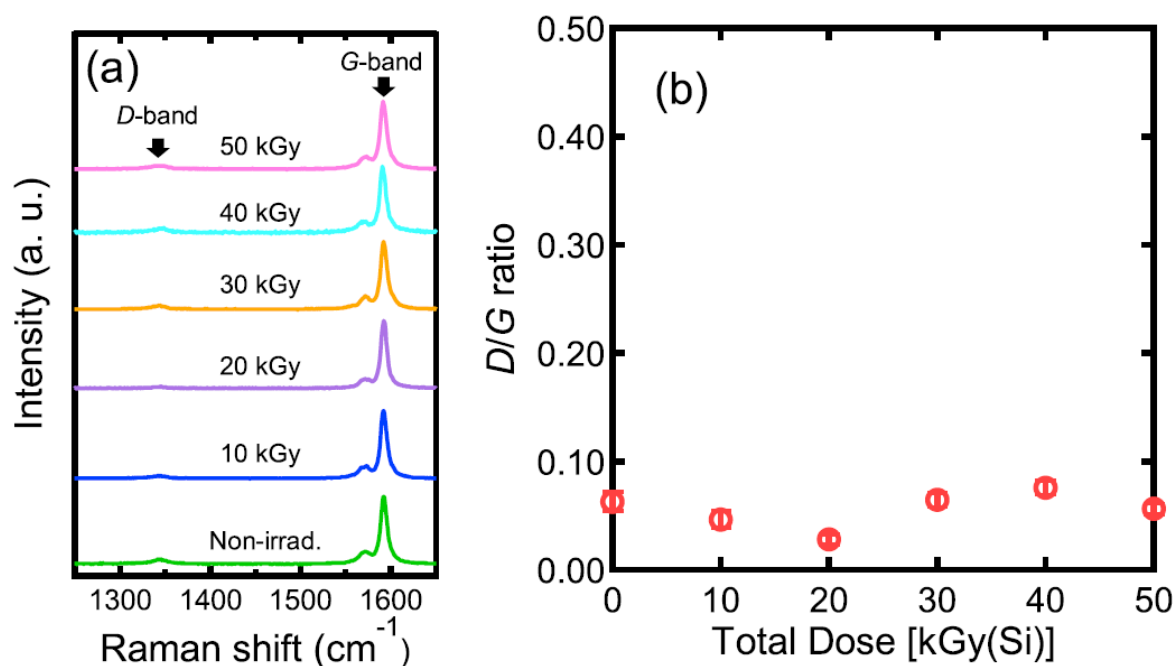 (a)
G-band
D-band
50 kGy
40 kGy
30 kGy
20 kGy
10 kGy
Non-irrad.
Intensity (a. u.)
1300 1400 1500 1600
Raman shift (cm⁻¹)
(b)
0.50
0.40
0.30
0.20
0.10
0.00
D/G ratio
0 10 20 30 40 50
Total Dose [kGy(Si)]